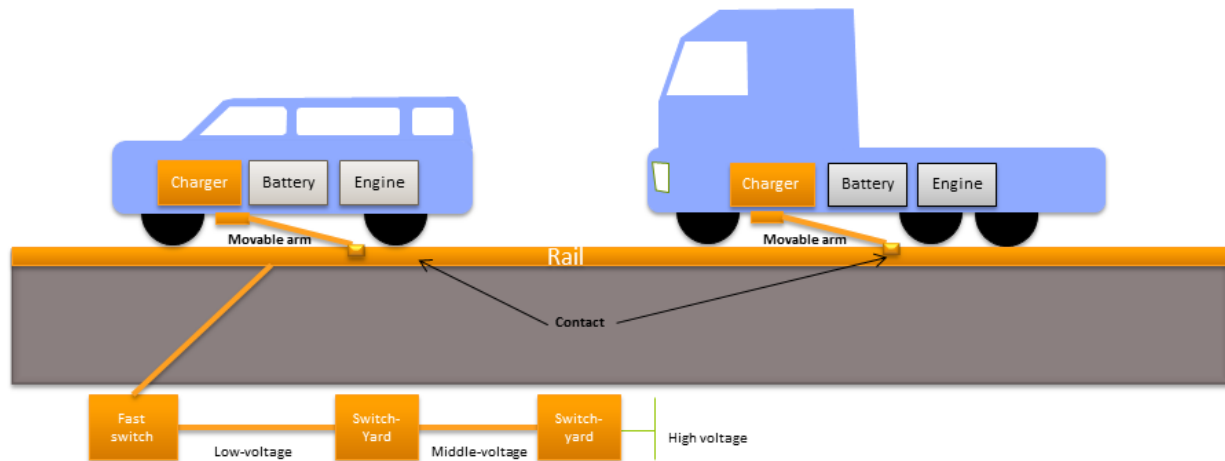 Charger
Battery
Engine
Charger
Battery
Engine
Movable arm
Movable arm
Rail
Contact
Fast
switch
Switch-
Yard
Switch-
yard
Low-voltage
Middle-voltage
High voltage